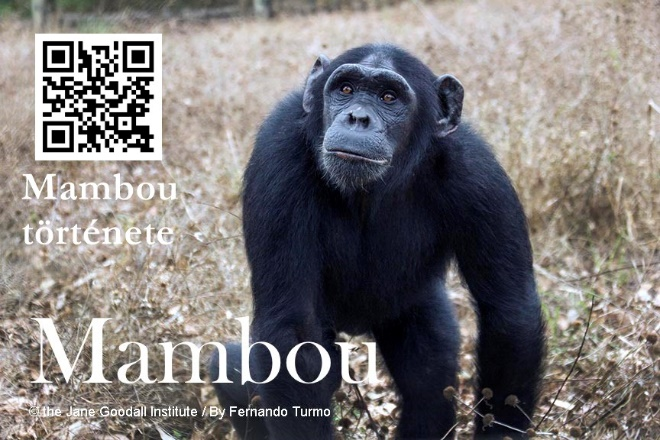 Mambou
története
Mambou
© the Jane Goodall Institute / By Fernando Turmo